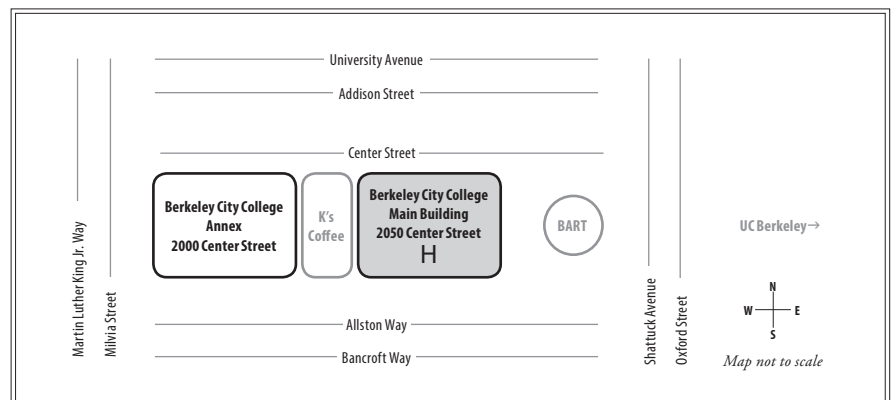 University Avenue
Addison Street
Center Street
Berkeley City College
Annex
2000 Center Street
K's
Coffee
Berkeley City College
Main Building
2050 Center Street
H
BART
UC Berkeley→
Martin Luther King Jr. Way
Milvia Street
Shattuck Avenue
Oxford Street
N
W E
S
Allston Way
Bancroft Way
Map not to scale